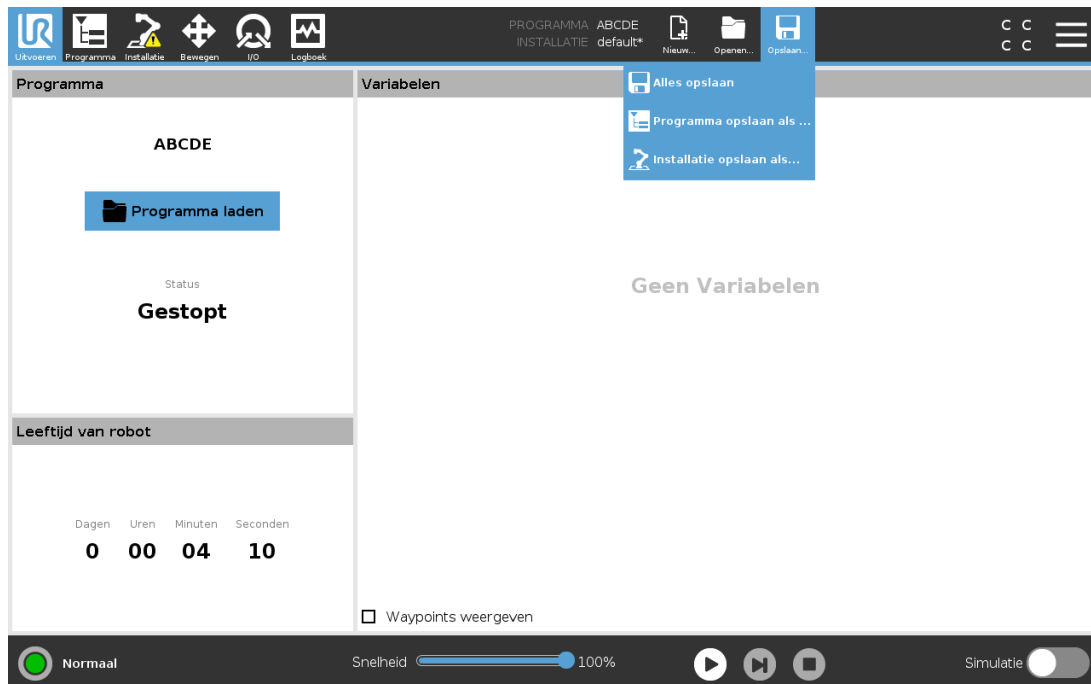 PROGRAMMA ABCDE
INSTALLATIE default*
Uitvoeren Programma Installatie Bewegen I/O Logboek Nieuw... Openen... Opslaan...
C C
C C
Programma
Variabelen
Alles opslaan
Programma opslaan als ...
Installatie opslaan als...
ABCDE
Programma laden
Status
Gestopt
Geen Variabelen
Leeftijd van robot
Dagen Uren Minuten Seconden
0 00 04 10
Waypoints weergeven
Normaal
Snelheid 100%
Simulatie